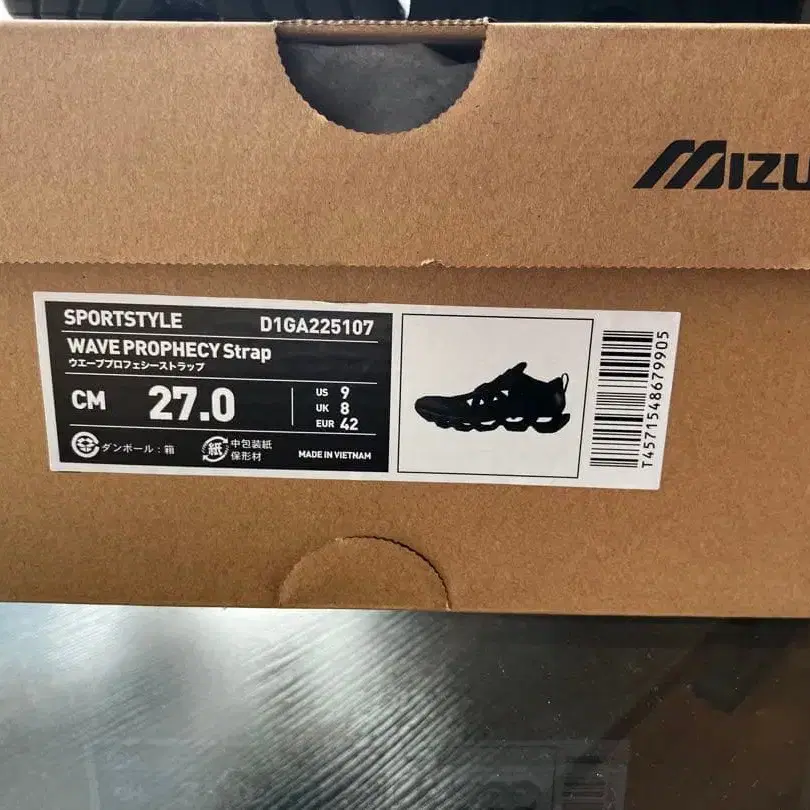 MIZU
SPORTSTYLE D1GA225107
WAVE PROPHECY Strap
ウエーブプロフェシーストラップ
CM 27.0
US 9
UK 8
EUR 42
ダンボール：箱
紙 中包装紙
保形材
MADE IN VIETNAM
T4571548679905